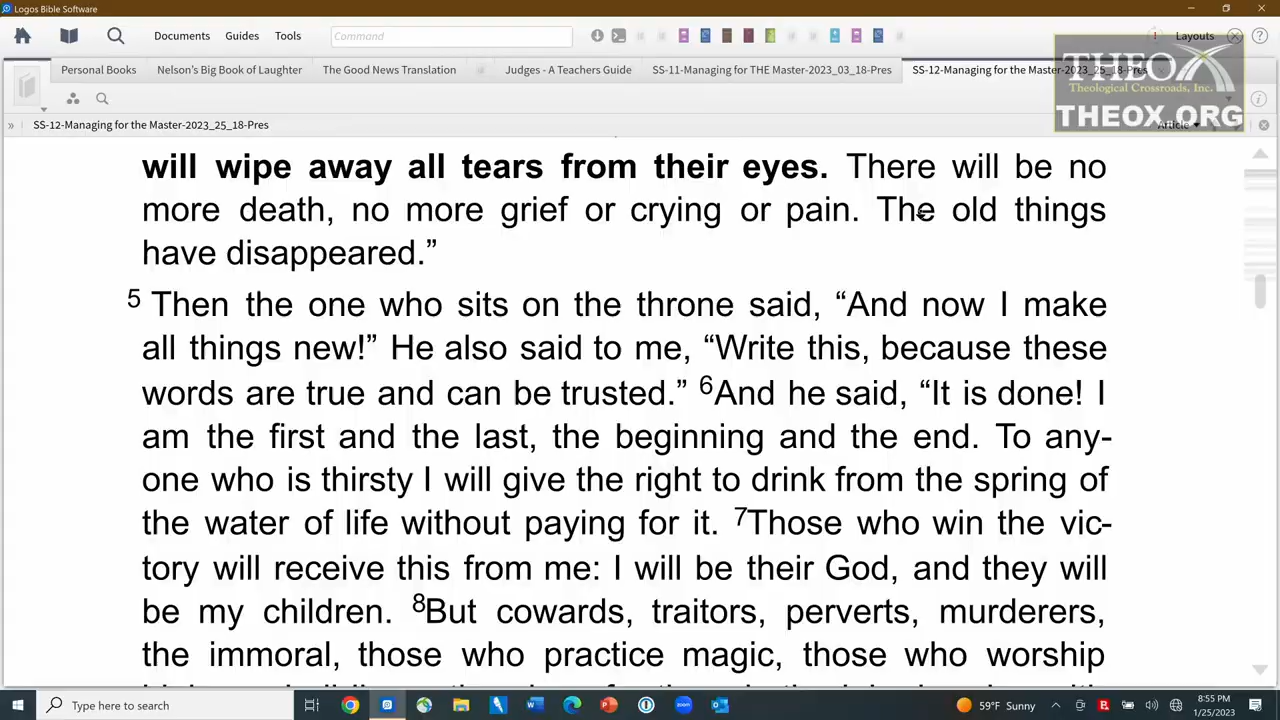 Logos Bible Software
Documents Guides Tools Command Layouts
Personal Books Nelson's Big Book of Laughter The Go Judges - A Teachers Guide SS-11-Managing for THE Master-2023_03_18-Pres SS-12-Managing for the Master-2023_25_18-Pres
THEOX
Theological Crossroads, Inc.
THEOX.ORG
SS-12-Managing for the Master-2023_25_18-Pres Article
will wipe away all tears from their eyes. There will be no
more death, no more grief or crying or pain. The old things
have disappeared.”
5 Then the one who sits on the throne said, “And now I make
all things new!” He also said to me, “Write this, because these
words are true and can be trusted.” 6And he said, “It is done! I
am the first and the last, the beginning and the end. To any-
one who is thirsty I will give the right to drink from the spring of
the water of life without paying for it. 7Those who win the vic-
tory will receive this from me: I will be their God, and they will
be my children. 8But cowards, traitors, perverts, murderers,
the immoral, those who practice magic, those who worship
Type here to search 59°F Sunny 8:55 PM
1/25/2023